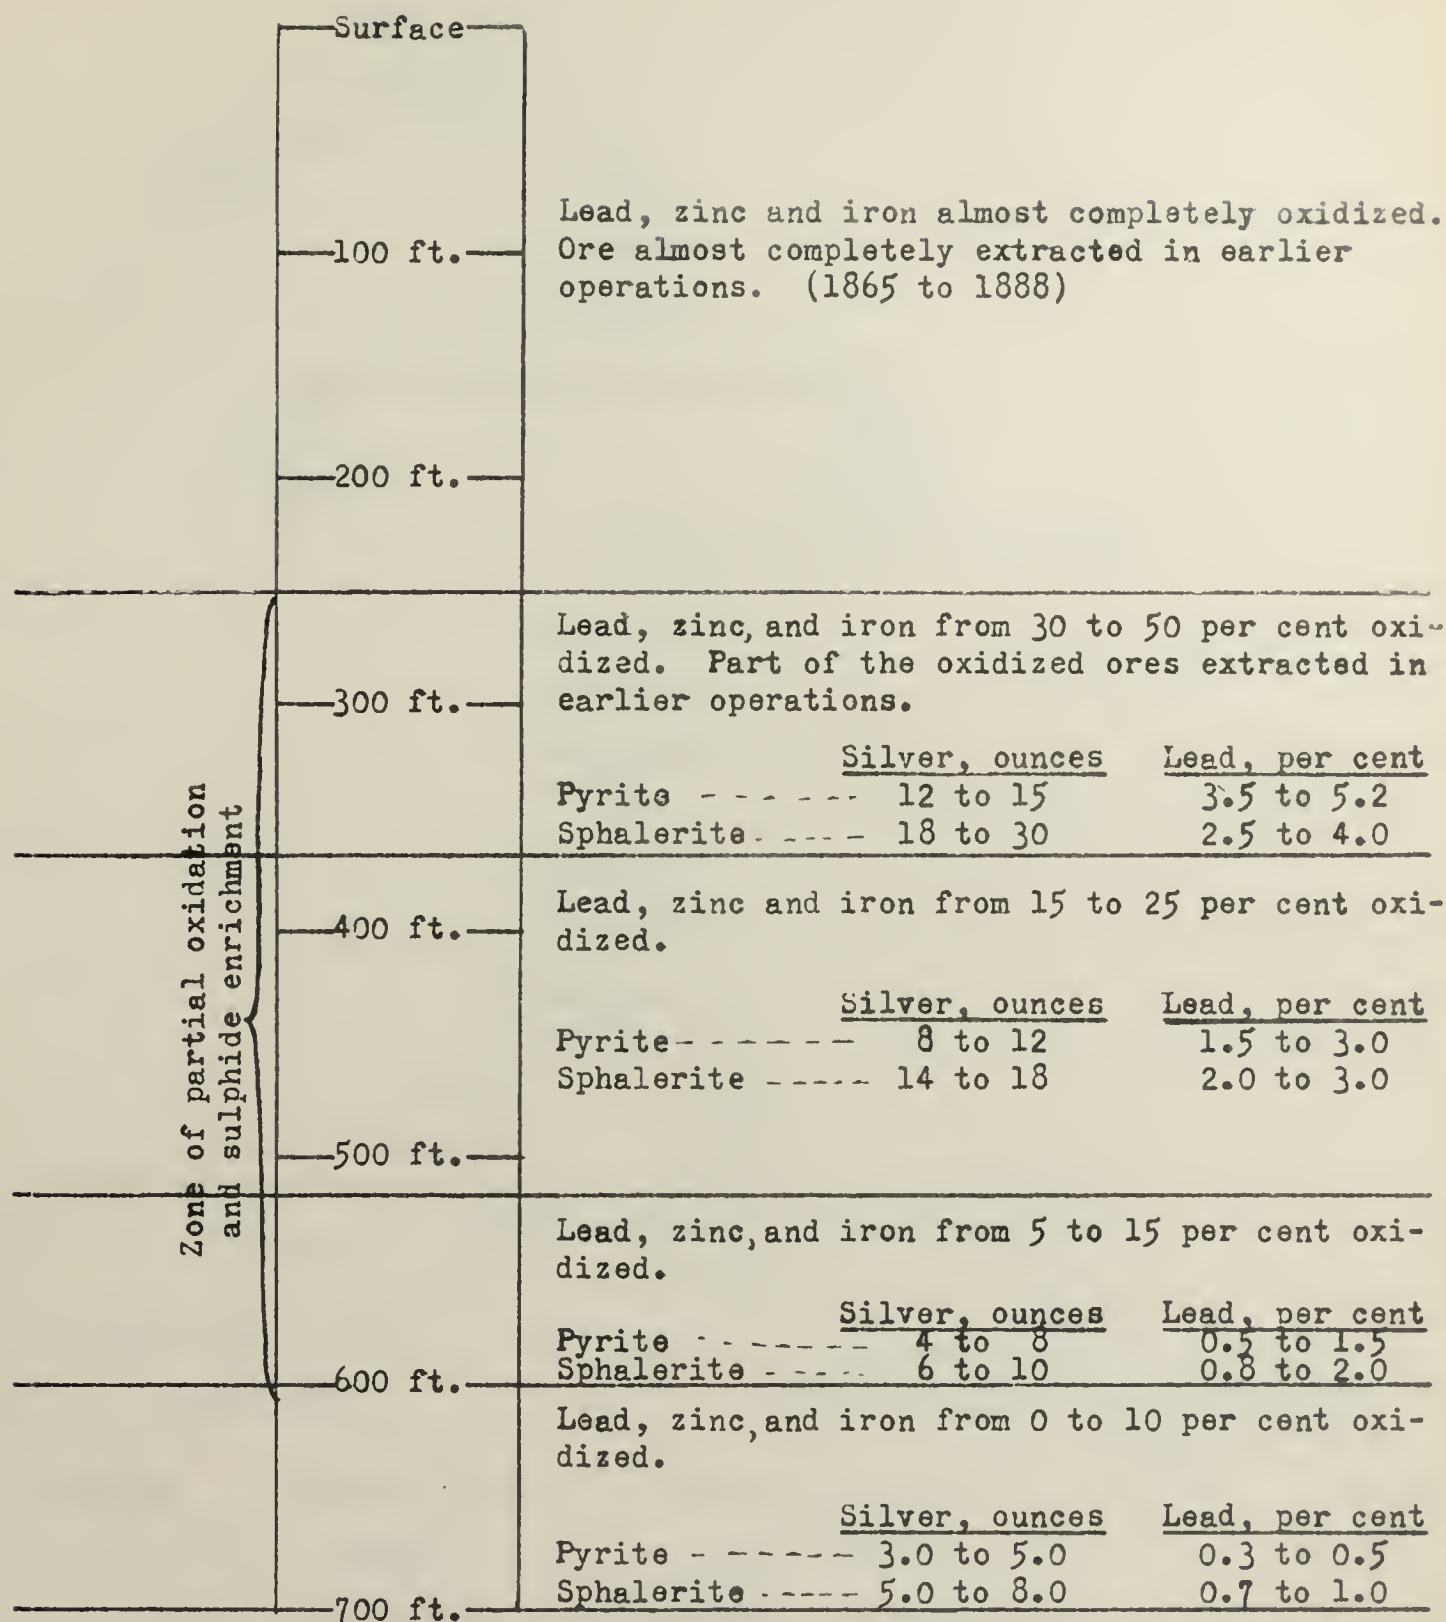 Surface
Lead, zinc and iron almost completely oxidized.
100 ft.
Ore almost completely extracted in earlier
operations. (1865 to 1888)
200 ft.
Lead, zinc, and iron from 30 to 50 per cent oxi-
dized. Part of the oxidized ores extracted in
300 ft.
earlier operations.
Silver, ounces Lead, per cent
Pyrite - - - - - - 12 to 15 3.5 to 5.2
Sphalerite - - - - - 18 to 30 2.5 to 4.0
Zone of partial oxidation
and sulphide enrichment
Lead, zinc and iron from 15 to 25 per cent oxi-
400 ft.
dized.
Silver, ounces Lead, per cent
Pyrite - - - - - - 8 to 12 1.5 to 3.0
Sphalerite - - - - - 14 to 18 2.0 to 3.0
500 ft.
Lead, zinc, and iron from 5 to 15 per cent oxi-
dized.
Silver, ounces Lead, per cent
Pyrite - - - - - - 4 to 8 0.5 to 1.5
Sphalerite - - - - - 6 to 10 0.8 to 2.0
600 ft.
Lead, zinc, and iron from 0 to 10 per cent oxi-
dized.
Silver, ounces Lead, per cent
Pyrite - - - - - - 3.0 to 5.0 0.3 to 0.5
Sphalerite - - - - - 5.0 to 8.0 0.7 to 1.0
700 ft.